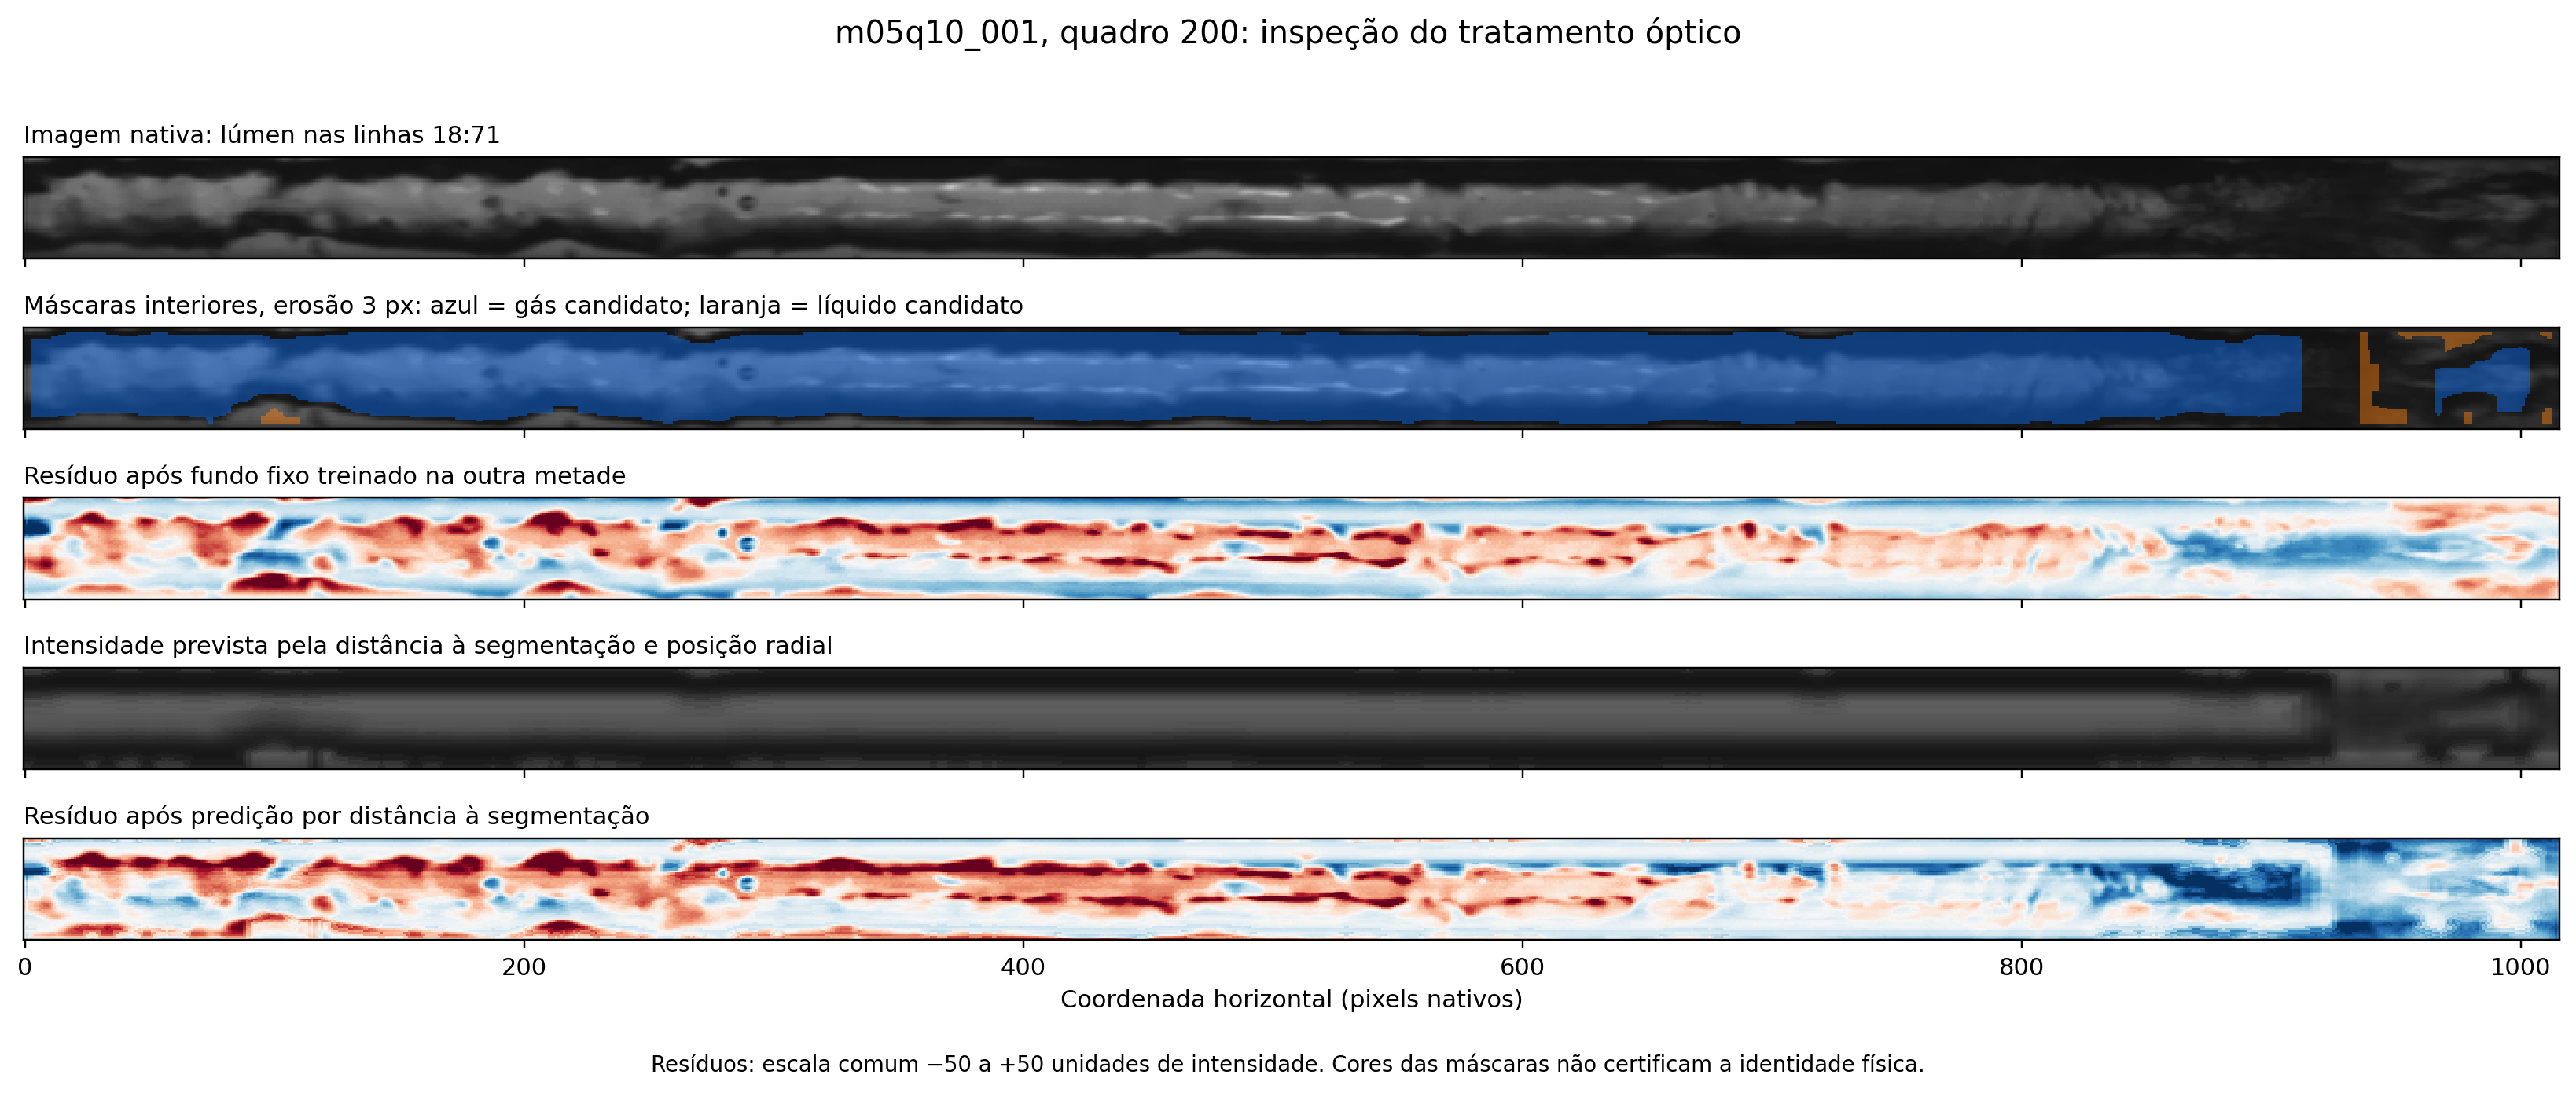 m05q10_001, quadro 200: inspeção do tratamento óptico
Imagem nativa: lúmen nas linhas 18:71
Máscaras interiores, erosão 3 px: azul = gás candidato; laranja = líquido candidato
Resíduo após fundo fixo treinado na outra metade
Intensidade prevista pela distância à segmentação e posição radial
Resíduo após predição por distância à segmentação
0 200 400 600 800 1000
Coordenada horizontal (pixels nativos)
Resíduos: escala comum −50 a +50 unidades de intensidade. Cores das máscaras não certificam a identidade física.